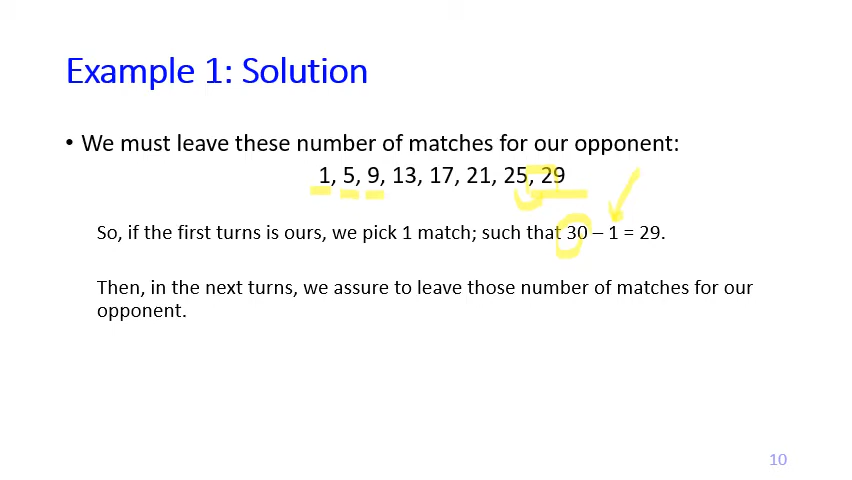 Example 1: Solution
• We must leave these number of matches for our opponent:
1, 5, 9, 13, 17, 21, 25, 29
So, if the first turns is ours, we pick 1 match; such that 30 – 1 = 29.
Then, in the next turns, we assure to leave those number of matches for our
opponent.
10